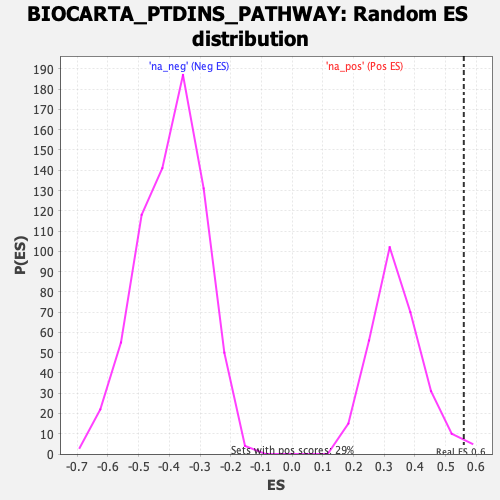 BIOCARTA_PTDINS_PATHWAY: Random ES
distribution
'na_neg' (Neg ES) 'na_pos' (Pos ES)
190
180
170
160
150
140
130
120
110
100
90
80
70
60
50
40
30
20
10
0
P(ES)
Sets with pos scores: 29%
Real ES 0.6
-0.7 -0.6 -0.5 -0.4 -0.3 -0.2 -0.1 0.0 0.1 0.2 0.3 0.4 0.5 0.6
ES